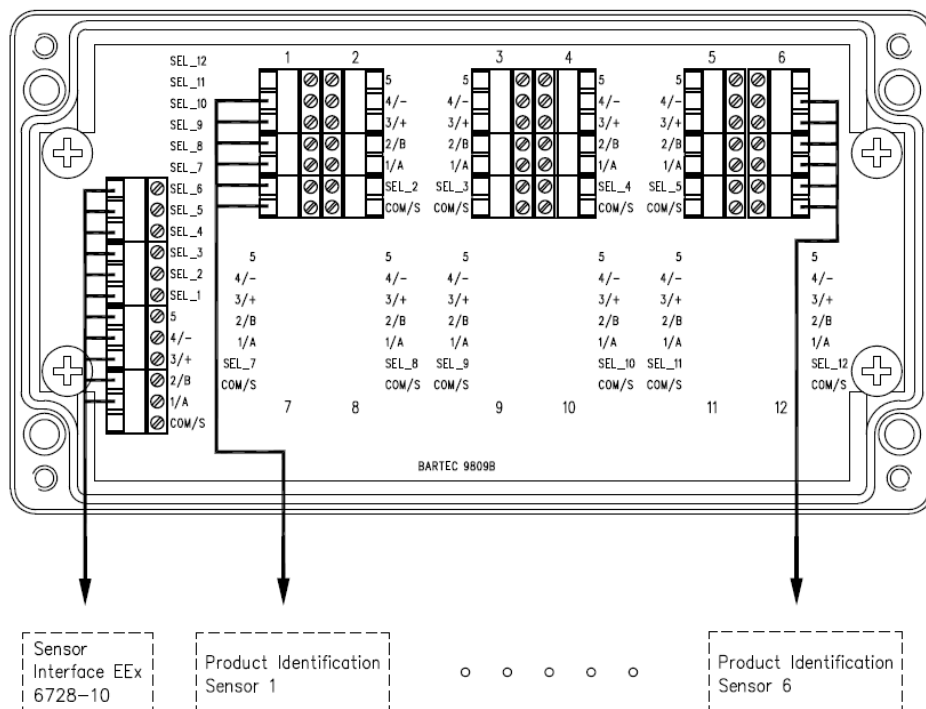 SEL_12
SEL_11
SEL_10
SEL_9
SEL_8
SEL_7
SEL_6
SEL_5
SEL_4
SEL_3
SEL_2
SEL_1
5
4/-
3/+
2/B
1/A
COM/S
1 2 3 4 5 6
5 5 5 5
4/- 4/- 4/- 4/-
3/+ 3/+ 3/+ 3/+
2/B 2/B 2/B 2/B
1/A 1/A 1/A 1/A
SEL_2 SEL_3 SEL_4 SEL_5
COM/S COM/S COM/S COM/S
5 5 5 5 5 5
4/- 4/- 4/- 4/- 4/- 4/-
3/+ 3/+ 3/+ 3/+ 3/+ 3/+
2/B 2/B 2/B 2/B 2/B 2/B
1/A 1/A 1/A 1/A 1/A 1/A
SEL_7 SEL_8 SEL_9 SEL_10 SEL_11 SEL_12
COM/S COM/S COM/S COM/S COM/S COM/S
7 8 9 10 11 12
BARTEC 9809B
Sensor
Interface EEx
6728-10
Product Identification
Sensor 1
Product Identification
Sensor 6